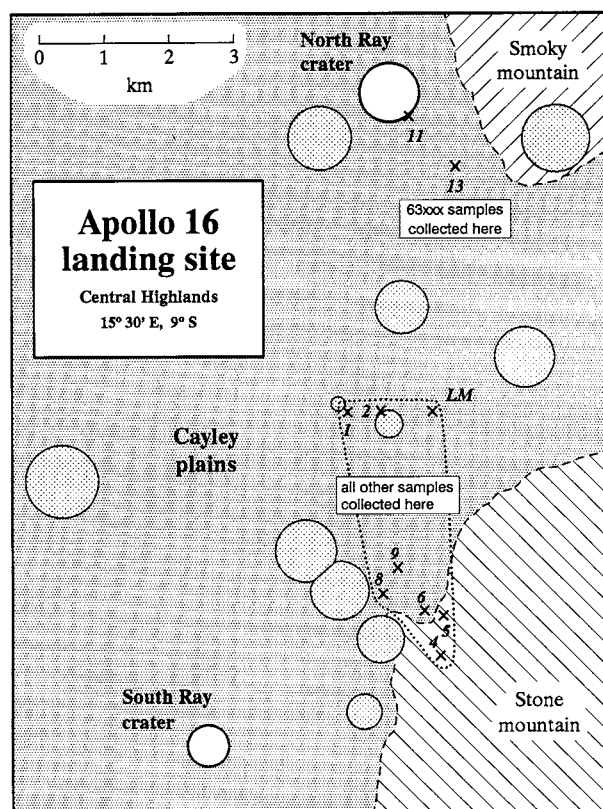 0 1 2 3
km
North Ray
crater
Smoky
mountain
11
13
63xxx samples
collected here
Apollo 16
landing site
Central Highlands
15° 30' E, 9° S
LM
1
2
Cayley
plains
all other samples
collected here
9
8
6
5
4
South Ray
crater
Stone
mountain